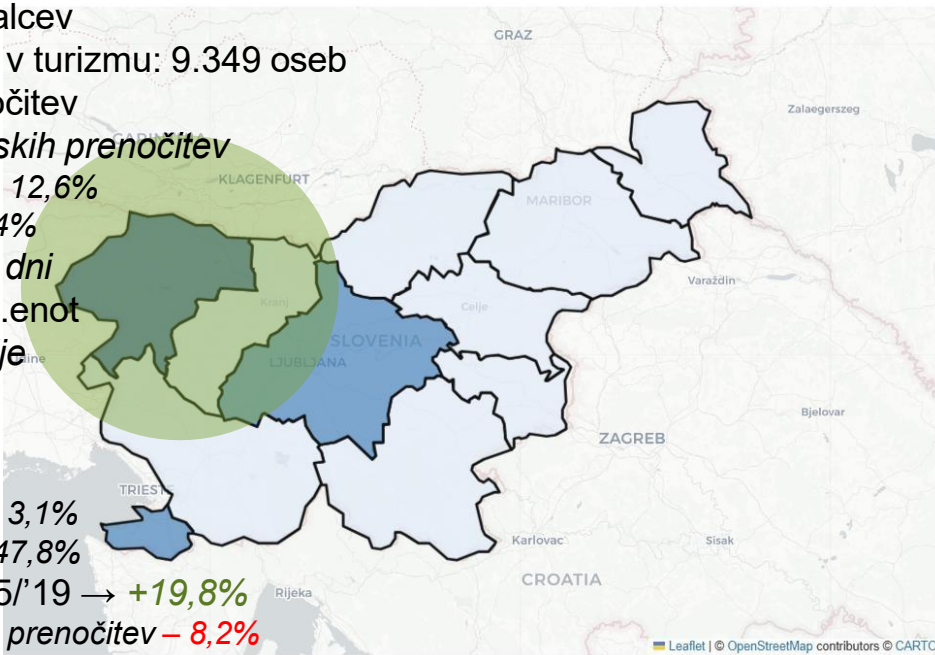 alcev
v turizmu: 9.349 oseb
očitev
skih prenočitev
12,6%
4%
dni
.enot
je
3,1%
47,8%
5/’19 → +19,8%
prenočitev – 8,2%
GRAZ
Zalaegerszeg
KLAGENFURT
MARIBOR
Varaždin
Kranj
Celje
SLOVENIA
LJUBLJANA
Bjelovar
ZAGREB
TRIESTE
Karlovac
Sisak
CROATIA
Rijeka
Leaflet | © OpenStreetMap contributors © CARTO